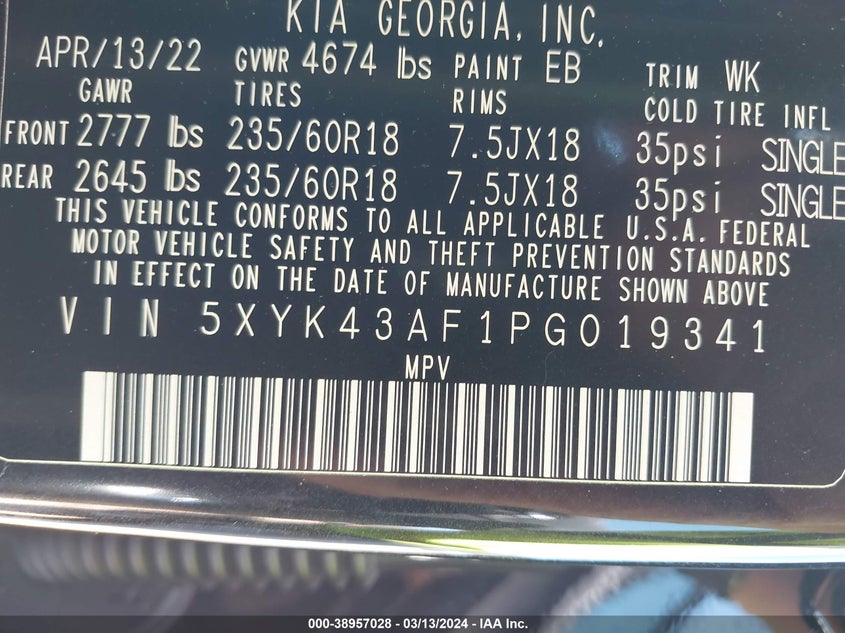 KIA GEORGIA, INC.
APR/13/22 GVWR 4674 lbs PAINT EB TRIM WK
GAWR TIRES RIMS COLD TIRE INFL
FRONT 2777 lbs 235/60R18 7.5JX18 35psi SINGLE
REAR 2645 lbs 235/60R18 7.5JX18 35psi SINGLE
THIS VEHICLE CONFORMS TO ALL APPLICABLE U.S.A. FEDERAL
MOTOR VEHICLE SAFETY AND THEFT PREVENTION STANDARDS
IN EFFECT ON THE DATE OF MANUFACTURE SHOWN ABOVE
VIN 5XYK43AF1PG019341
MPV
000-38957028 — 03/13/2024 — IAA Inc.